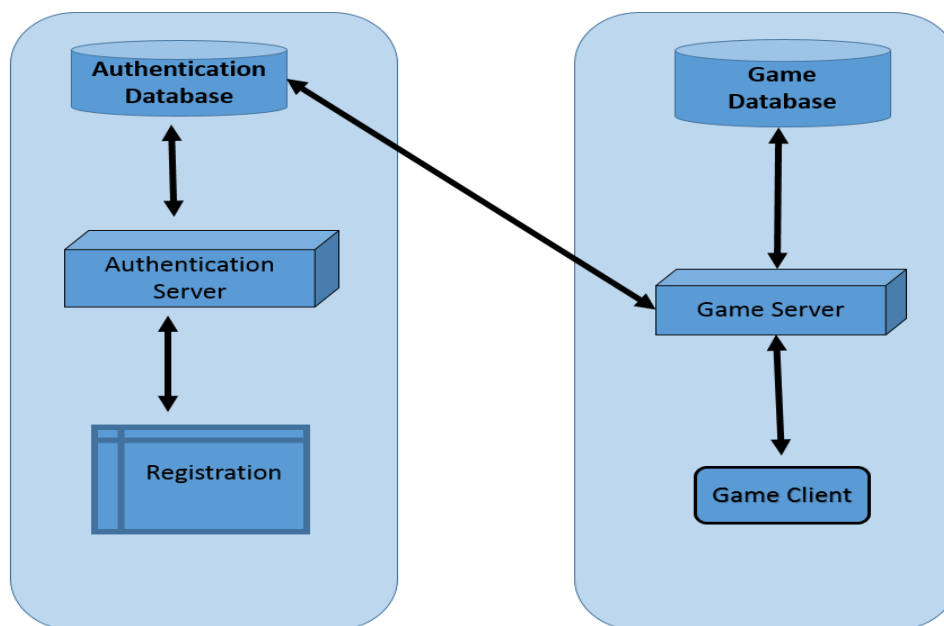 Authentication
Database
Authentication
Server
Registration
Game
Database
Game Server
Game Client